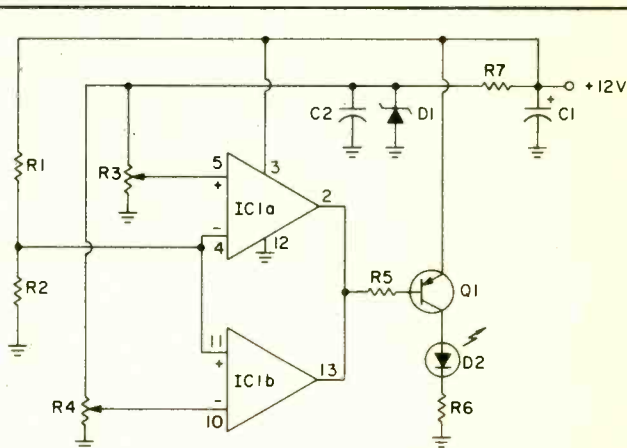 R7
+12V
C2
D1
+
C1
R1
R3
5
+
3
IC1a
2
-
4
12
R2
R5
Q1
11
+
IC1b
13
D2
R4
-
10
R6